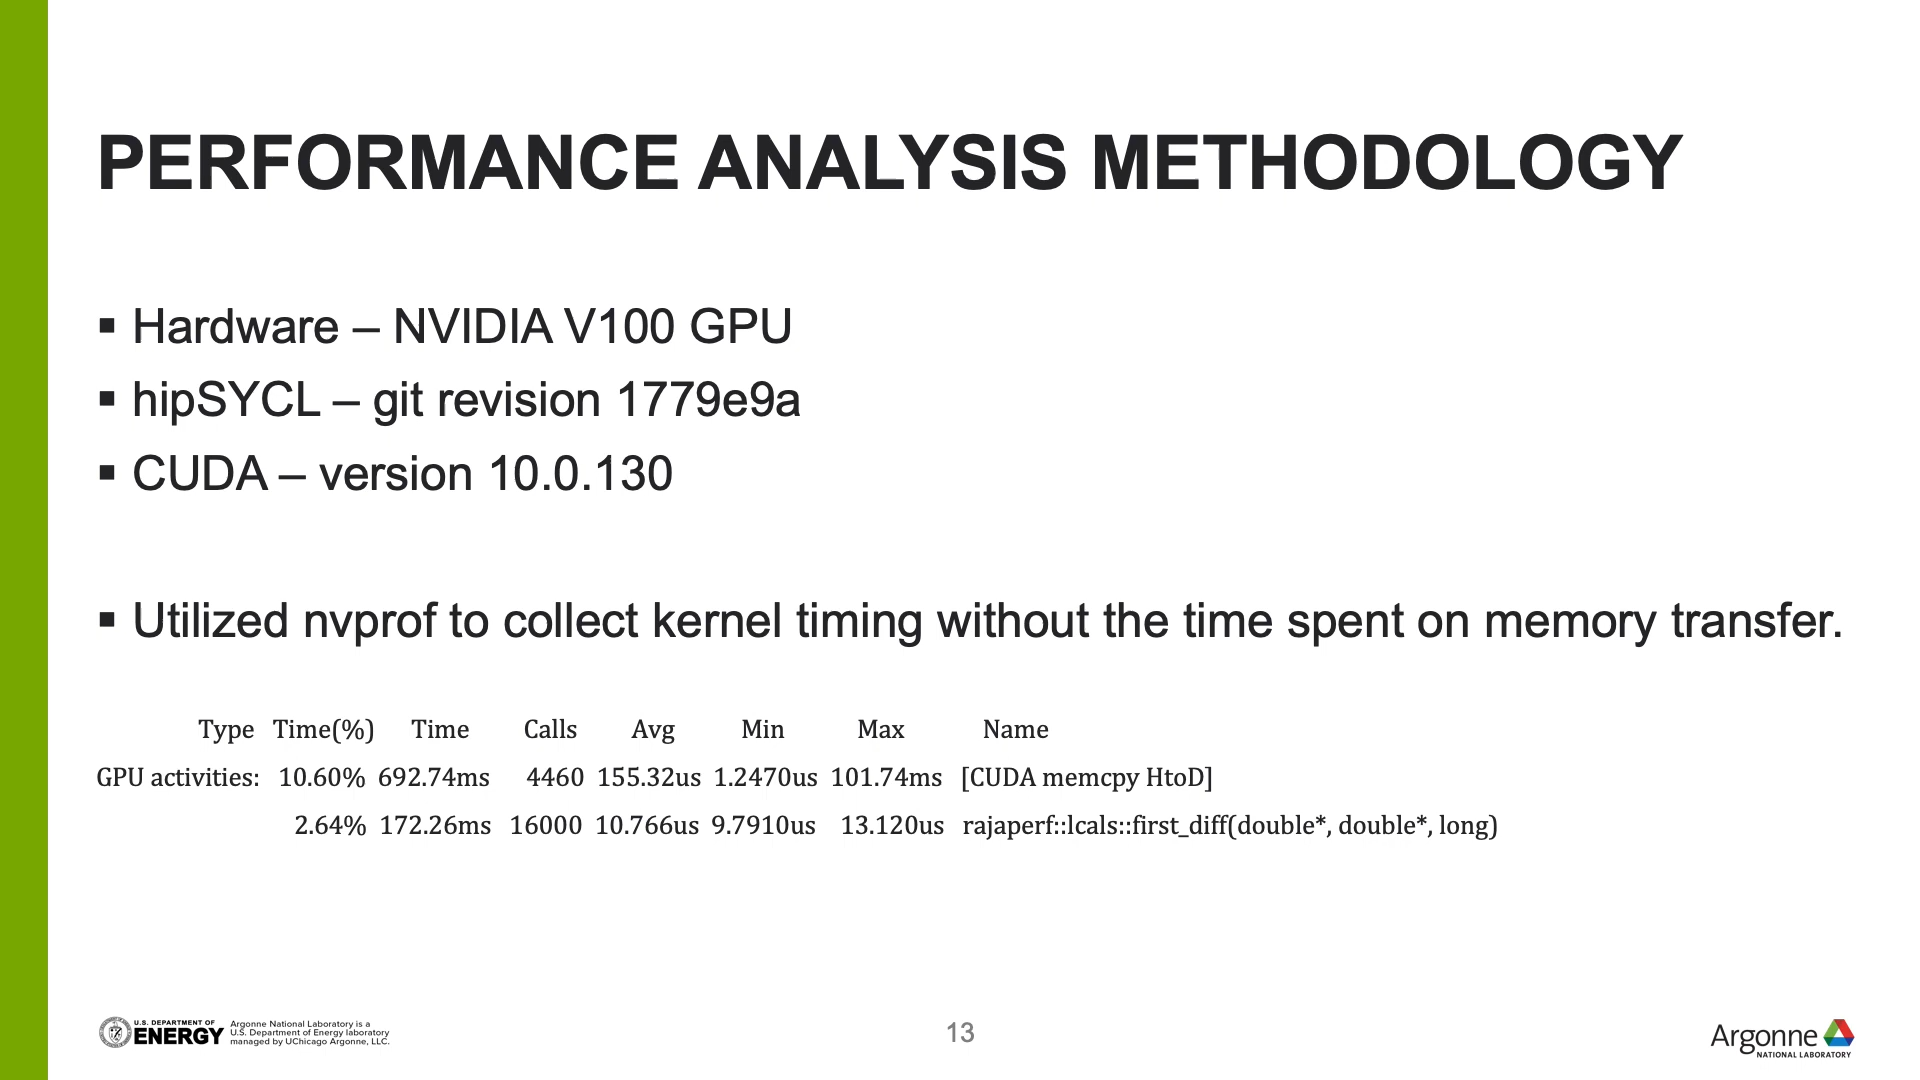 PERFORMANCE ANALYSIS METHODOLOGY
▪ Hardware – NVIDIA V100 GPU
▪ hipSYCL – git revision 1779e9a
▪ CUDA – version 10.0.130
▪ Utilized nvprof to collect kernel timing without the time spent on memory transfer.
Type Time(%) Time Calls Avg Min Max Name
GPU activities: 10.60% 692.74ms 4460 155.32us 1.2470us 101.74ms [CUDA memcpy HtoD]
2.64% 172.26ms 16000 10.766us 9.7910us 13.120us rajaperf::lcals::first_diff(double*, double*, long)
U.S. DEPARTMENT OF
ENERGY
Argonne National Laboratory is a
U.S. Department of Energy laboratory
managed by UChicago Argonne, LLC.
13
Argonne
NATIONAL LABORATORY